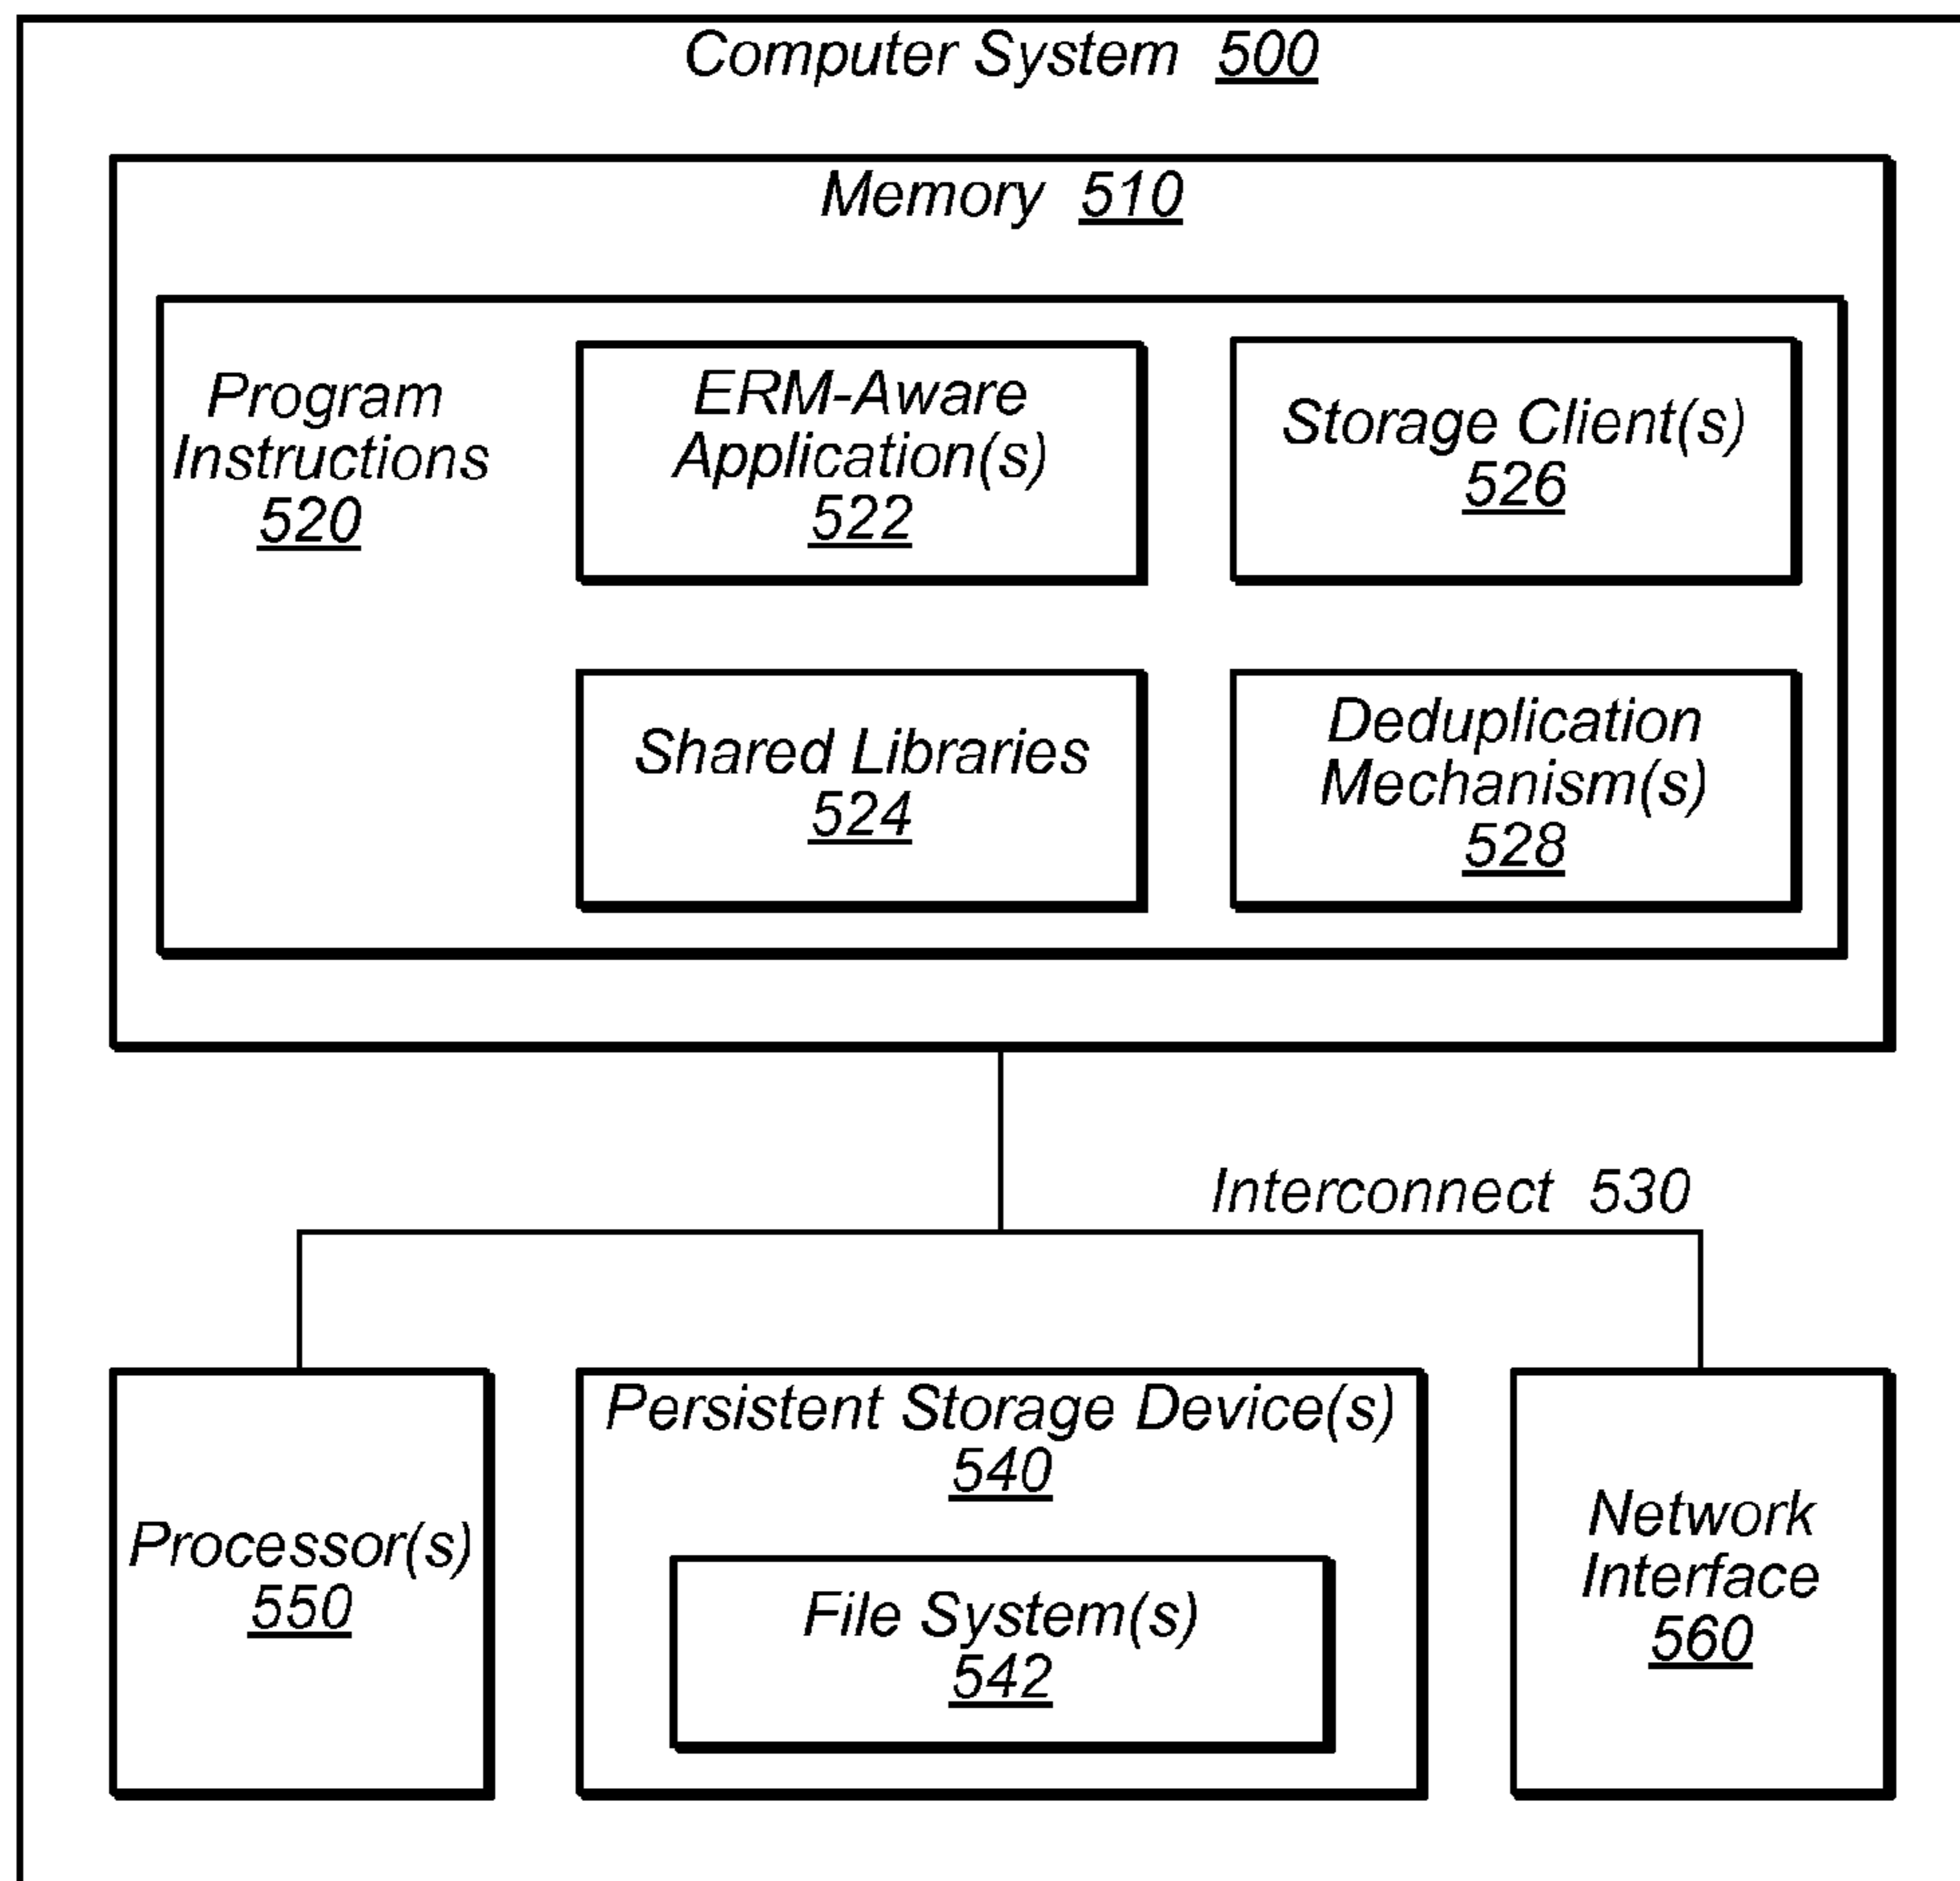 Computer System 500
Memory 510
Program
Instructions
520
ERM-Aware
Application(s)
522
Storage Client(s)
526
Shared Libraries
524
Deduplication
Mechanism(s)
528
Interconnect 530
Processor(s)
550
Persistent Storage Device(s)
540
File System(s)
542
Network
Interface
560